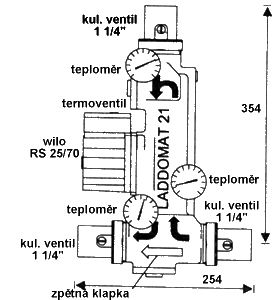 kul. ventil
1 1/4"
teploměr
termoventil
354
wilo
RS 25/70
LADDOMAT 21
teploměr
teploměr
kul. ventil
1 1/4"
kul. ventil
1 1/4"
254
zpětná klapka